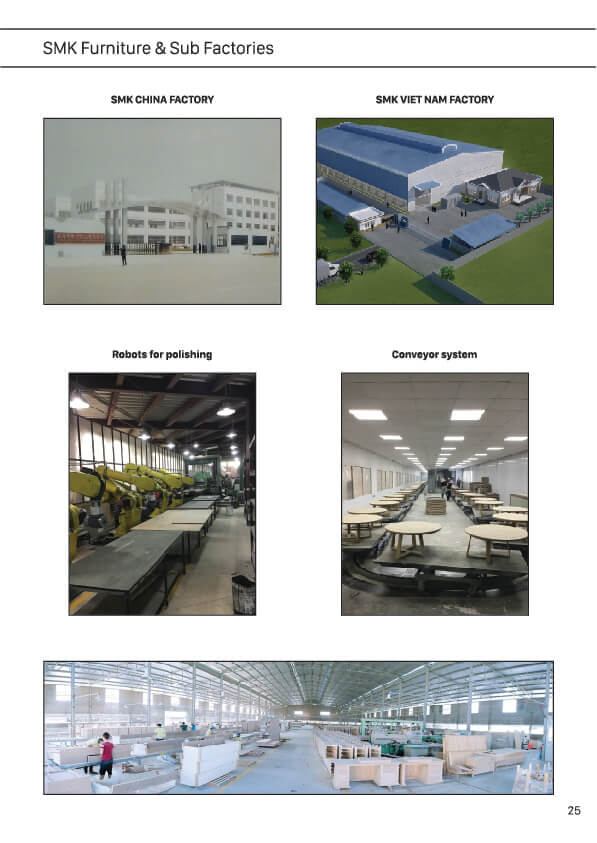 SMK Furniture & Sub Factories
SMK CHINA FACTORY
SMK VIET NAM FACTORY
Robots for polishing
Conveyor system
25